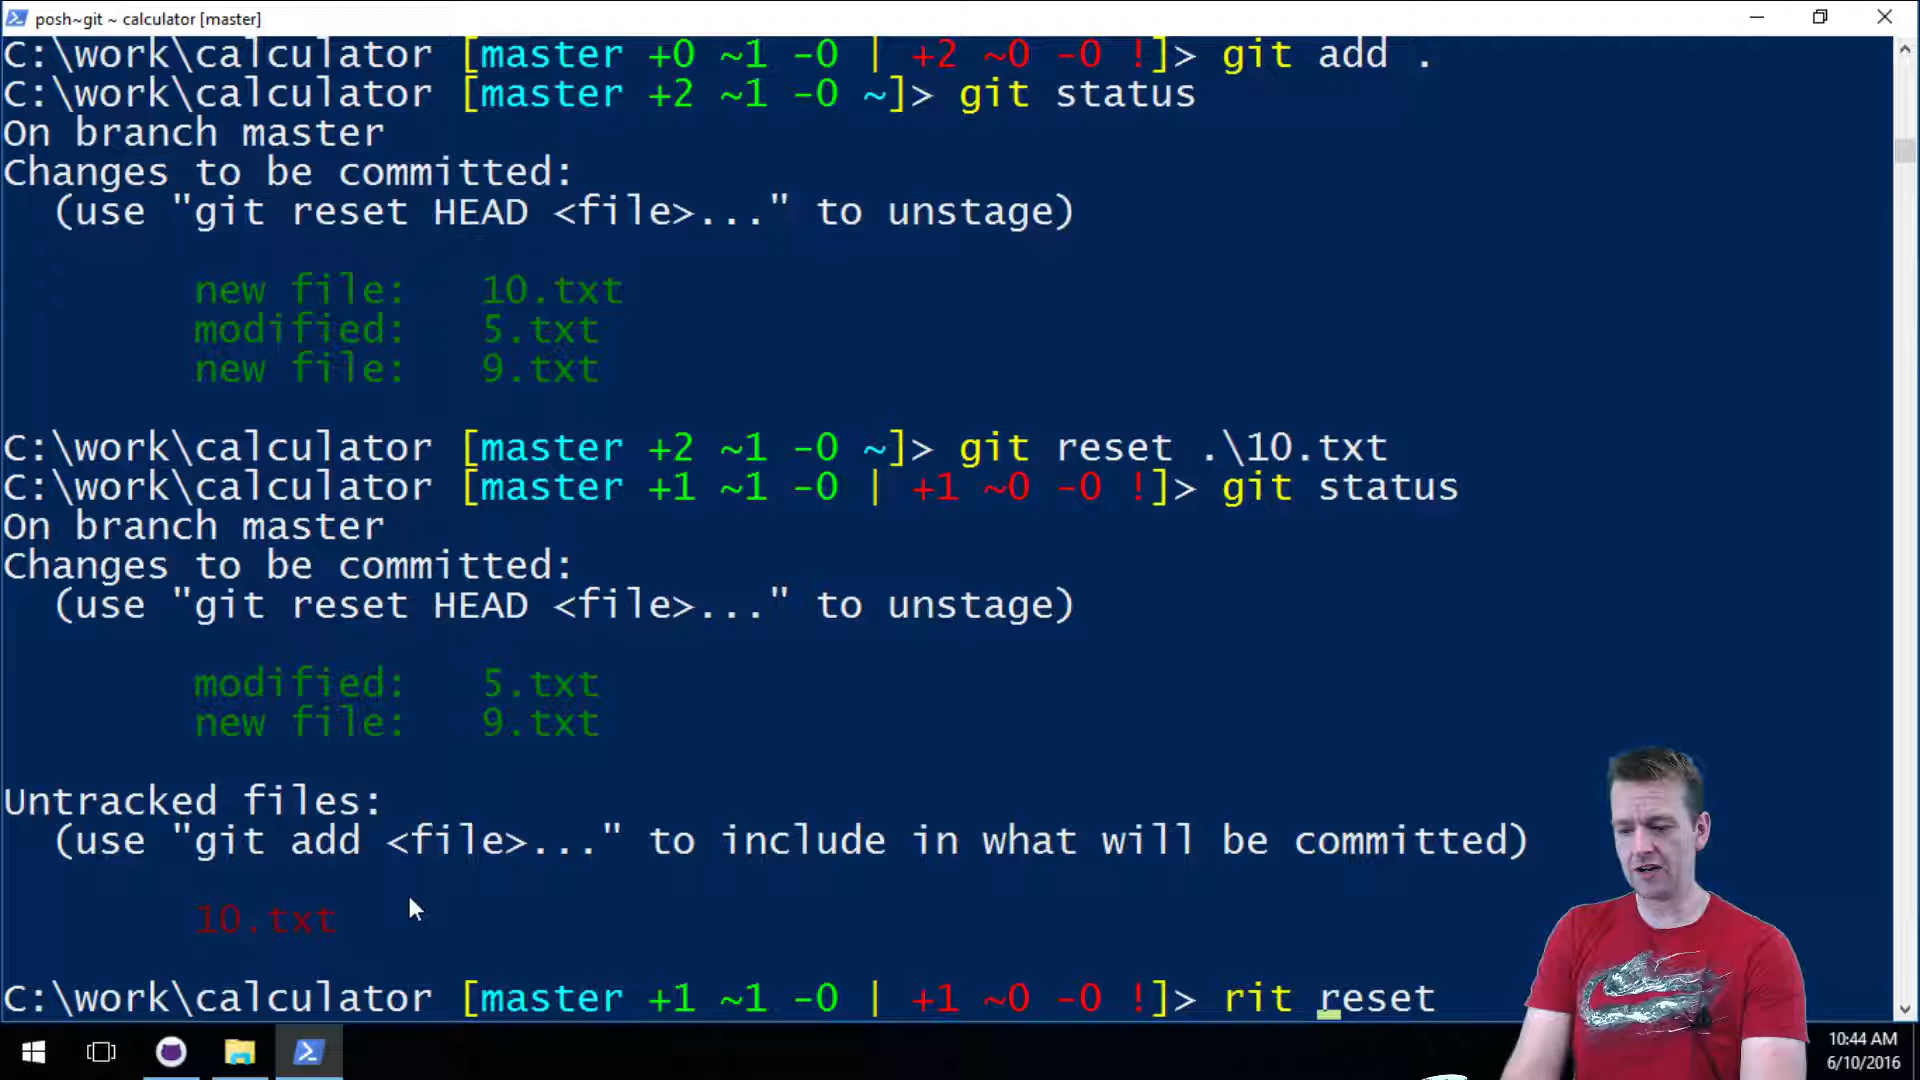 posh~git ~ calculator [master]
C:\work\calculator [master +0 ~1 -0 | +2 ~0 -0 !]> git add .
C:\work\calculator [master +2 ~1 -0 ~]> git status
On branch master
Changes to be committed:
(use "git reset HEAD <file>..." to unstage)
new file: 10.txt
modified: 5.txt
new file: 9.txt
C:\work\calculator [master +2 ~1 -0 ~]> git reset .\10.txt
C:\work\calculator [master +1 ~1 -0 | +1 ~0 -0 !]> git status
On branch master
Changes to be committed:
(use "git reset HEAD <file>..." to unstage)
modified: 5.txt
new file: 9.txt
Untracked files:
(use "git add <file>..." to include in what will be committed)
10.txt
C:\work\calculator [master +1 ~1 -0 | +1 ~0 -0 !]> rit reset
10:44 AM
6/10/2016